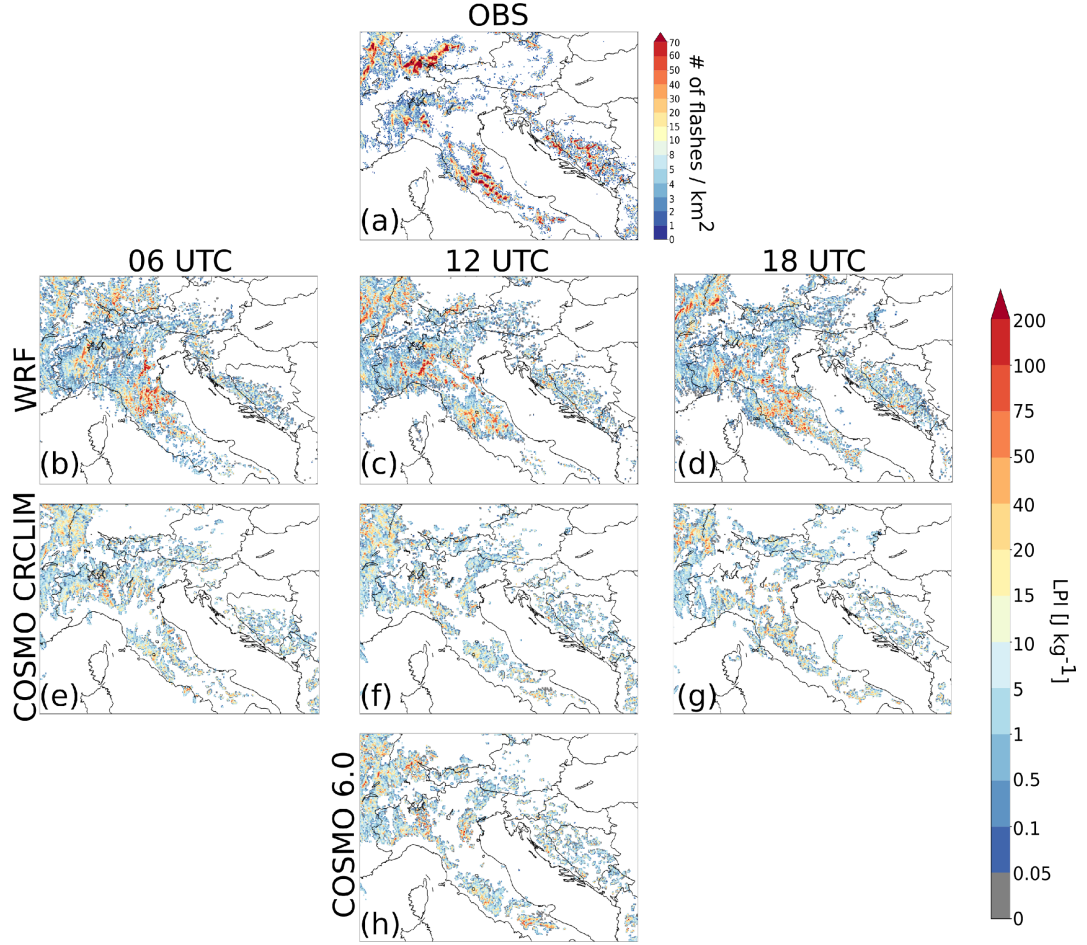 OBS
70
60
50
40
30
20
10
8
5
4
3
2
1
0
# of flashes / km²
(a)
06 UTC
12 UTC
18 UTC
WRF
(b)
(c)
(d)
COSMO CRCLIM
(e)
(f)
(g)
COSMO 6.0
(h)
200
100
75
50
40
20
15
10
5
1
0.5
0.1
0.05
0
LPI [J kg⁻¹]